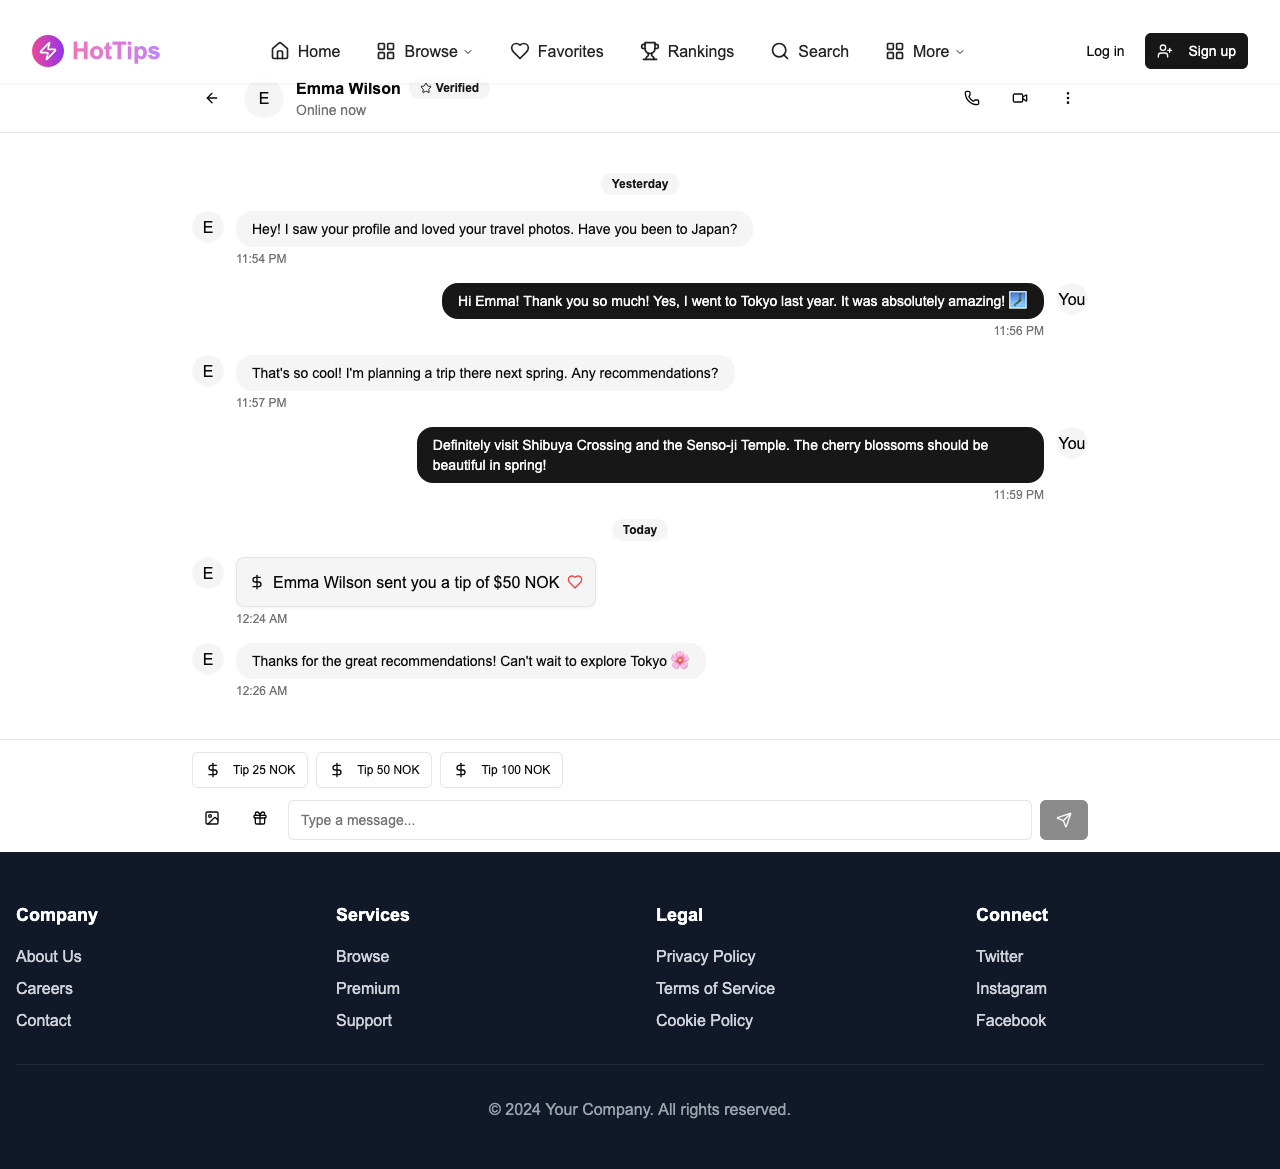 HotTips
Home
Browse
Favorites
Rankings
Search
More
Log in
Sign up
E
Emma Wilson
Verified
Online now
Yesterday
E
Hey! I saw your profile and loved your travel photos. Have you been to Japan?
11:54 PM
Hi Emma! Thank you so much! Yes, I went to Tokyo last year. It was absolutely amazing! 🗾
You
11:56 PM
E
That's so cool! I'm planning a trip there next spring. Any recommendations?
11:57 PM
Definitely visit Shibuya Crossing and the Senso-ji Temple. The cherry blossoms should be
beautiful in spring!
You
11:59 PM
Today
E
$ Emma Wilson sent you a tip of $50 NOK
12:24 AM
E
Thanks for the great recommendations! Can't wait to explore Tokyo 🌸
12:26 AM
$ Tip 25 NOK
$ Tip 50 NOK
$ Tip 100 NOK
Type a message...
Company
About Us
Careers
Contact
Services
Browse
Premium
Support
Legal
Privacy Policy
Terms of Service
Cookie Policy
Connect
Twitter
Instagram
Facebook
© 2024 Your Company. All rights reserved.